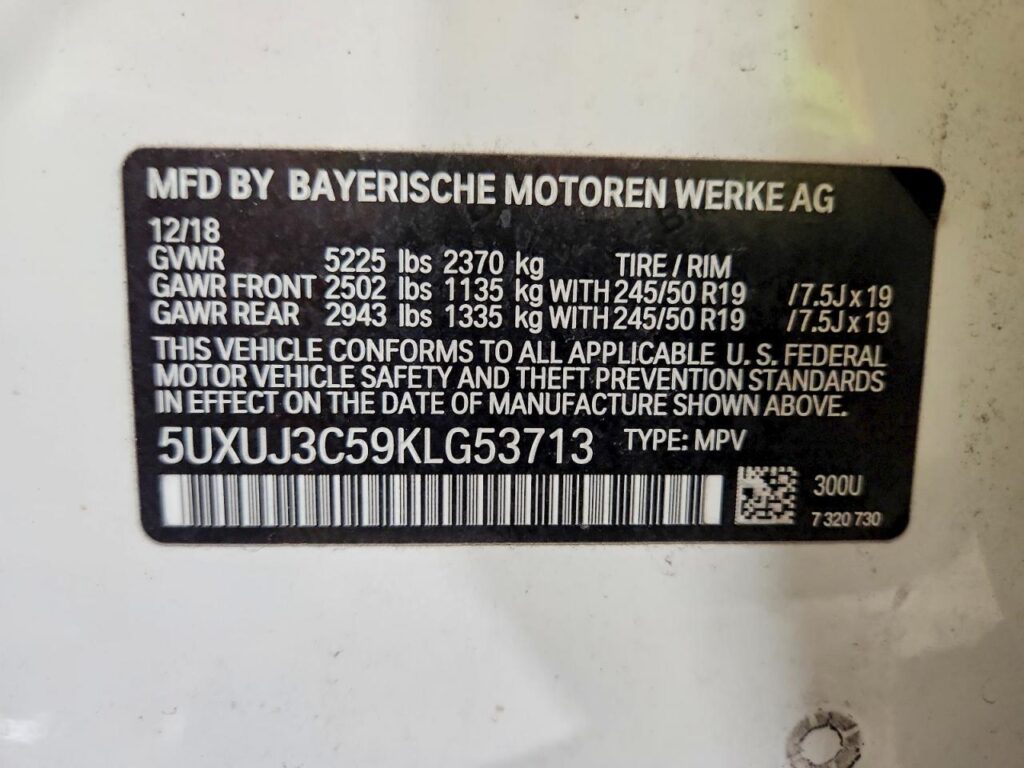 MFD BY BAYERISCHE MOTOREN WERKE AG
12/18
GVWR 5225 lbs 2370 kg TIRE / RIM
GAWR FRONT 2502 lbs 1135 kg WITH 245/50 R19 /7.5J x 19
GAWR REAR 2943 lbs 1335 kg WITH 245/50 R19 /7.5J x 19
THIS VEHICLE CONFORMS TO ALL APPLICABLE U. S. FEDERAL
MOTOR VEHICLE SAFETY AND THEFT PREVENTION STANDARDS
IN EFFECT ON THE DATE OF MANUFACTURE SHOWN ABOVE.
5UXUJ3C59KLG53713 TYPE: MPV
300U
7 320 730